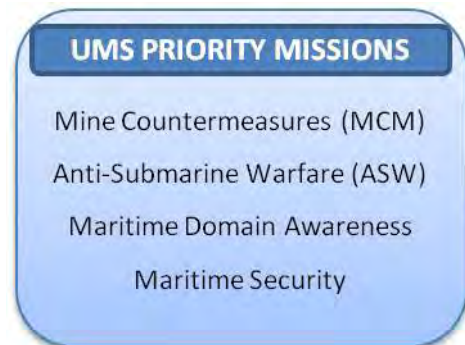 UMS PRIORITY MISSIONS
Mine Countermeasures (MCM)
Anti-Submarine Warfare (ASW)
Maritime Domain Awareness
Maritime Security